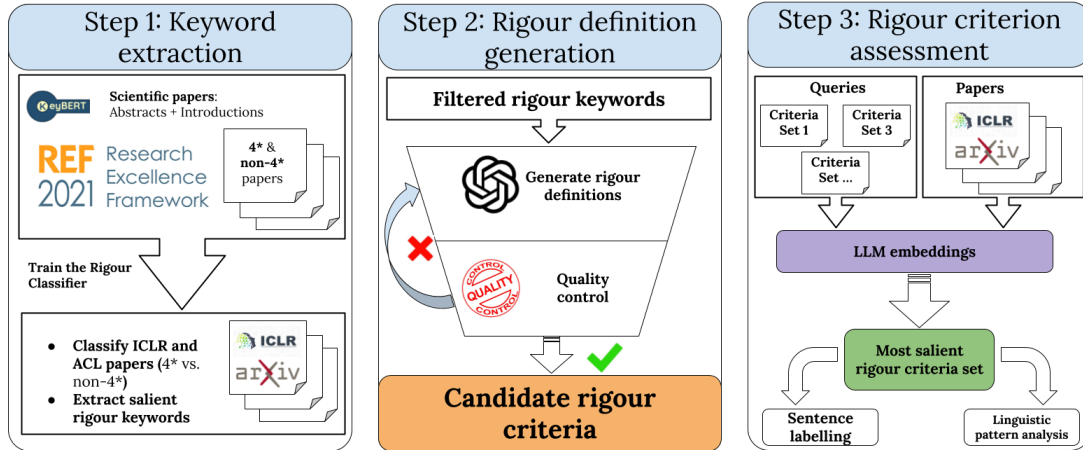 Step 1: Keyword
extraction
KeyBERT
Scientific papers:
Abstracts + Introductions
REF
2021
Research
Excellence
Framework
4* &
non-4*
papers
Train the Rigour
Classifier
● Classify ICLR and
ACL papers (4* vs.
non-4*)
● Extract salient
rigour keywords
ICLR
arXiv
Step 2: Rigour definition
generation
Filtered rigour keywords
Generate rigour
definitions
CONTROL
QUALITY
CONTROL
Quality
control
Candidate rigour
criteria
Step 3: Rigour criterion
assessment
Queries
Criteria
Set 1
Criteria
Set 3
Criteria
Set ...
Papers
ICLR
arXiv
LLM embeddings
Most salient
rigour criteria set
Sentence
labelling
Linguistic
pattern analysis